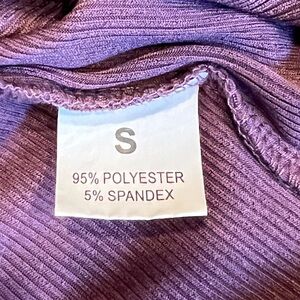 S
95% POLYESTER
5% SPANDEX